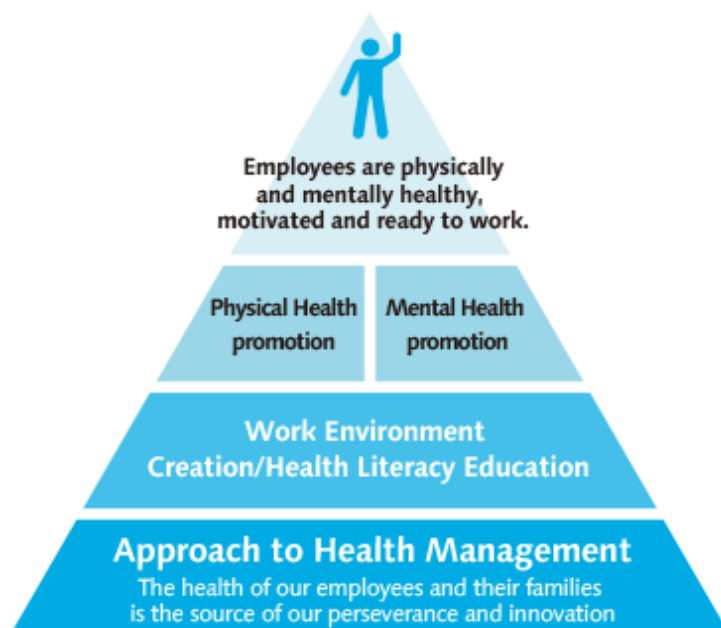 Employees are physically
and mentally healthy,
motivated and ready to work.
Physical Health
promotion
Mental Health
promotion
Work Environment
Creation/Health Literacy Education
Approach to Health Management
The health of our employees and their families
is the source of our perseverance and innovation